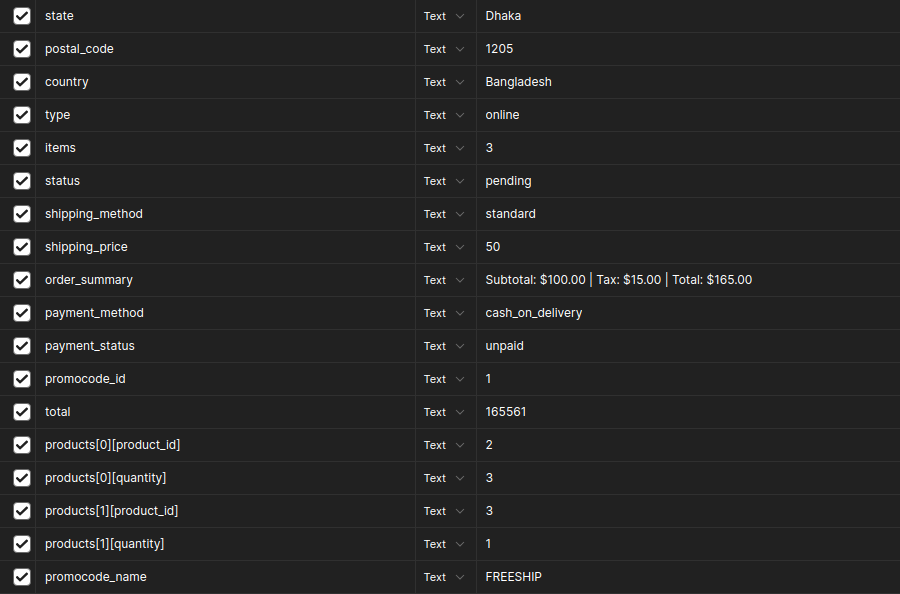 state Text Dhaka
postal_code Text 1205
country Text Bangladesh
type Text online
items Text 3
status Text pending
shipping_method Text standard
shipping_price Text 50
order_summary Text Subtotal: $100.00 | Tax: $15.00 | Total: $165.00
payment_method Text cash_on_delivery
payment_status Text unpaid
promocode_id Text 1
total Text 165561
products[0][product_id] Text 2
products[0][quantity] Text 3
products[1][product_id] Text 3
products[1][quantity] Text 1
promocode_name Text FREESHIP